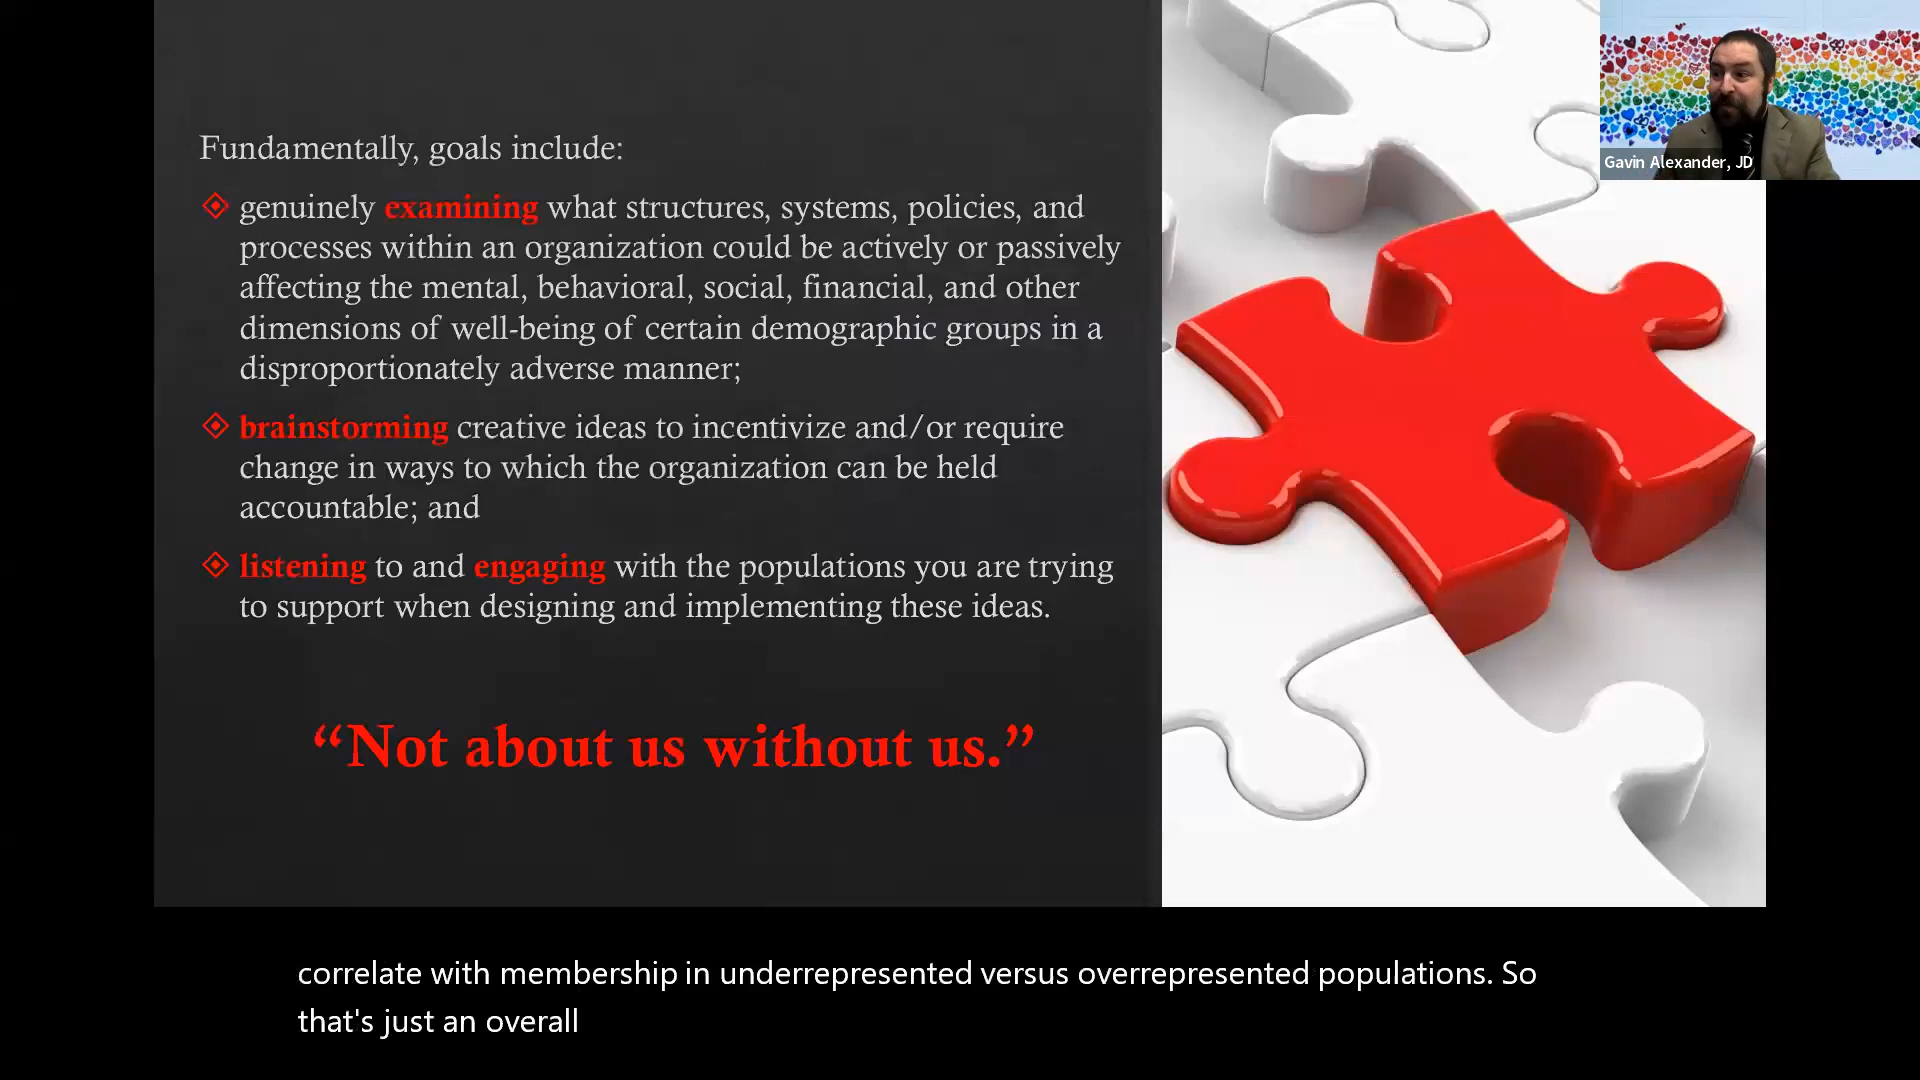 Fundamentally, goals include:
genuinely examining what structures, systems, policies, and
processes within an organization could be actively or passively
affecting the mental, behavioral, social, financial, and other
dimensions of well-being of certain demographic groups in a
disproportionately adverse manner;
brainstorming creative ideas to incentivize and/or require
change in ways to which the organization can be held
accountable; and
listening to and engaging with the populations you are trying
to support when designing and implementing these ideas.
“Not about us without us.”
Gavin Alexander, JD
correlate with membership in underrepresented versus overrepresented populations. So
that's just an overall